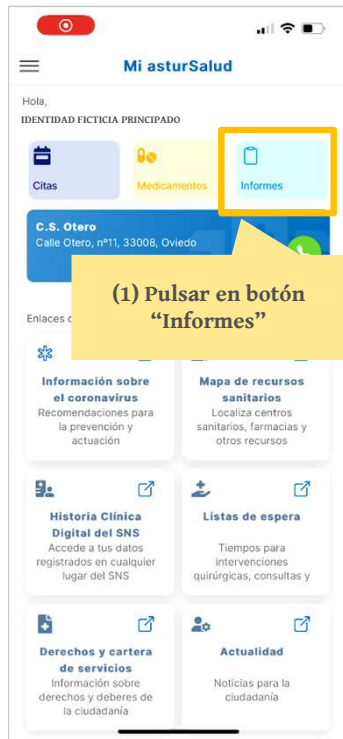 Mi asturSalud
Hola,
IDENTIDAD FICTICIA PRINCIPADO
Citas
Medicamentos
Informes
C.S. Otero
Calle Otero, nº11, 33008, Oviedo
(1) Pulsar en botón
“Informes”
Enlaces
Información sobre
el coronavirus
Recomendaciones para
la prevención y
actuación
Mapa de recursos
sanitarios
Localiza centros
sanitarios, farmacias y
otros recursos
Historia Clínica
Digital del SNS
Accede a tus datos
registrados en cualquier
lugar del SNS
Listas de espera
Tiempos para
intervenciones
quirúrgicas, consultas y
Derechos y cartera
de servicios
Información sobre
derechos y deberes de
la ciudadanía
Actualidad
Noticias para la
ciudadanía